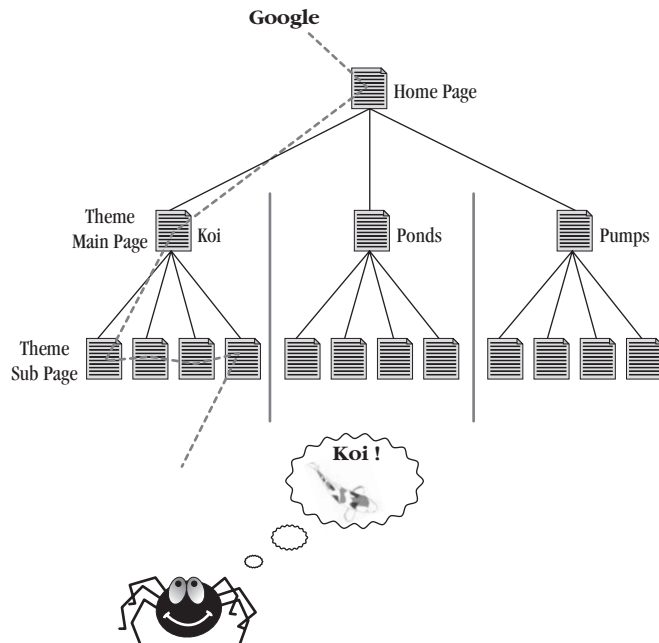 Google
Home Page
Theme
Main Page
Koi
Ponds
Pumps
Theme
Sub Page
Koi !